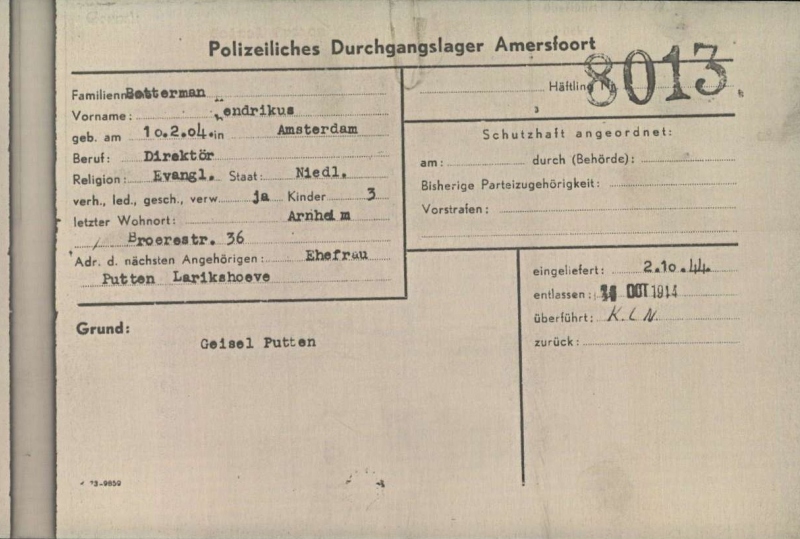 Polizeiliches Durchgangslager Amersfoort
Familienn Botterman
Vorname: endrikus
geb. am 10.2.04. in Amsterdam
Beruf: Direktör
Religion: Evangl. Staat: Niedl.
verh., led., gesch., verw. ja Kinder 3
letzter Wohnort: Arnheim
Broerestr. 36
Adr. d. nächsten Angehörigen: Ehefrau
Putten Larikshoeve
Häftling 8013
Schutzhaft angeordnet:
am: durch (Behörde):
Bisherige Parteizugehörigkeit:
Vorstrafen:
eingeliefert: 2.10.44.
entlassen: OCT 1944
überführt: K.L.N.
zurück:
Grund:
Geisel Putten